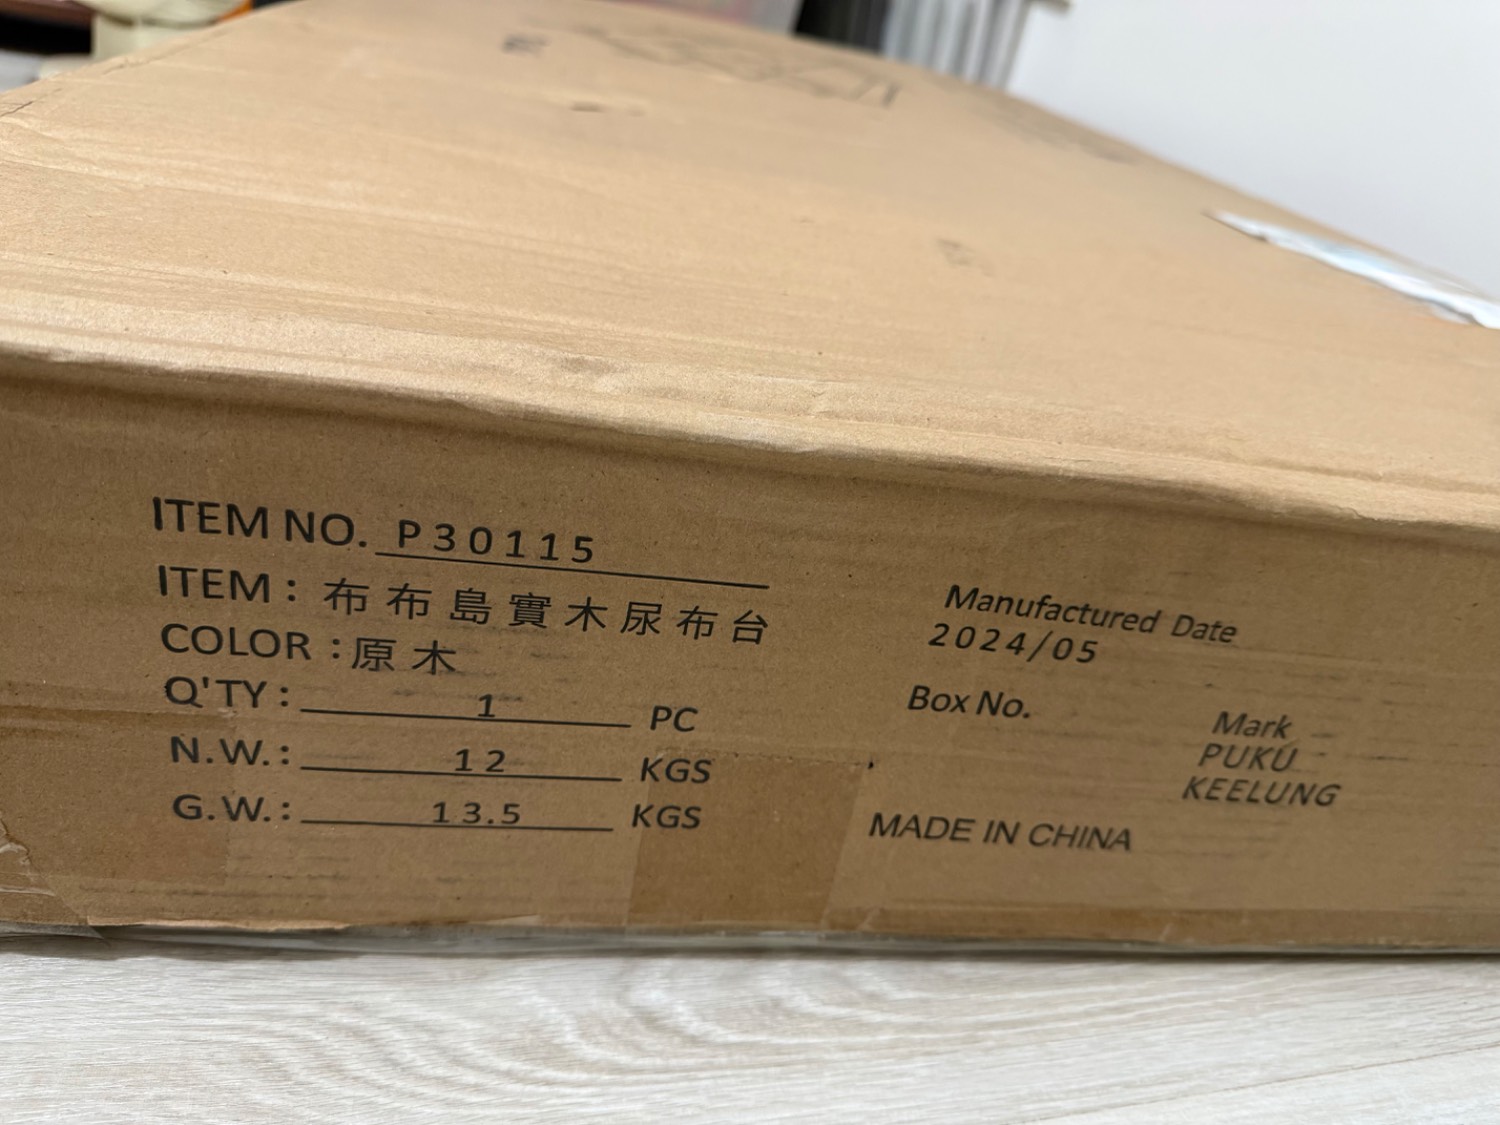 ITEM NO. P30115
ITEM：布布島實木尿布台
COLOR：原木
Q'TY： 1 PC
N.W.： 12 KGS
G.W.： 13.5 KGS
Manufactured Date
2024/05
Box No.
Mark
PUKU
KEELUNG
MADE IN CHINA